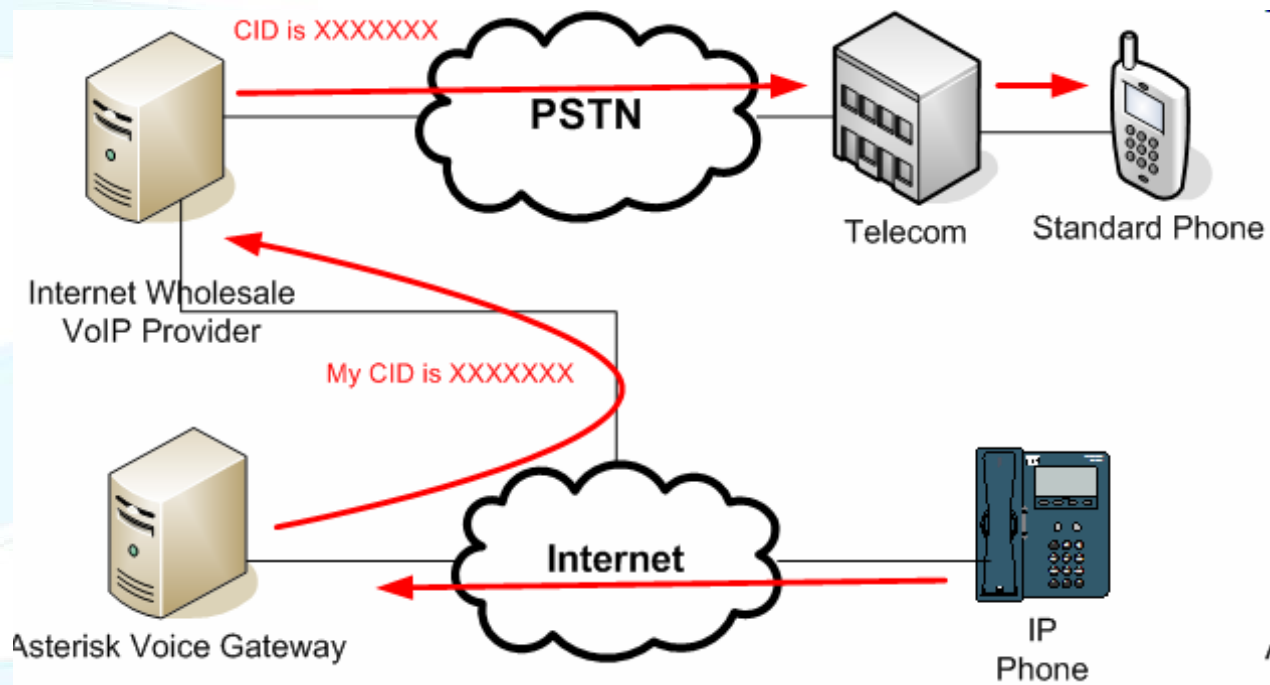 CID is XXXXXXX
PSTN
Telecom
Standard Phone
Internet Wholesale
VoIP Provider
My CID is XXXXXXX
Internet
Asterisk Voice Gateway
IP
Phone